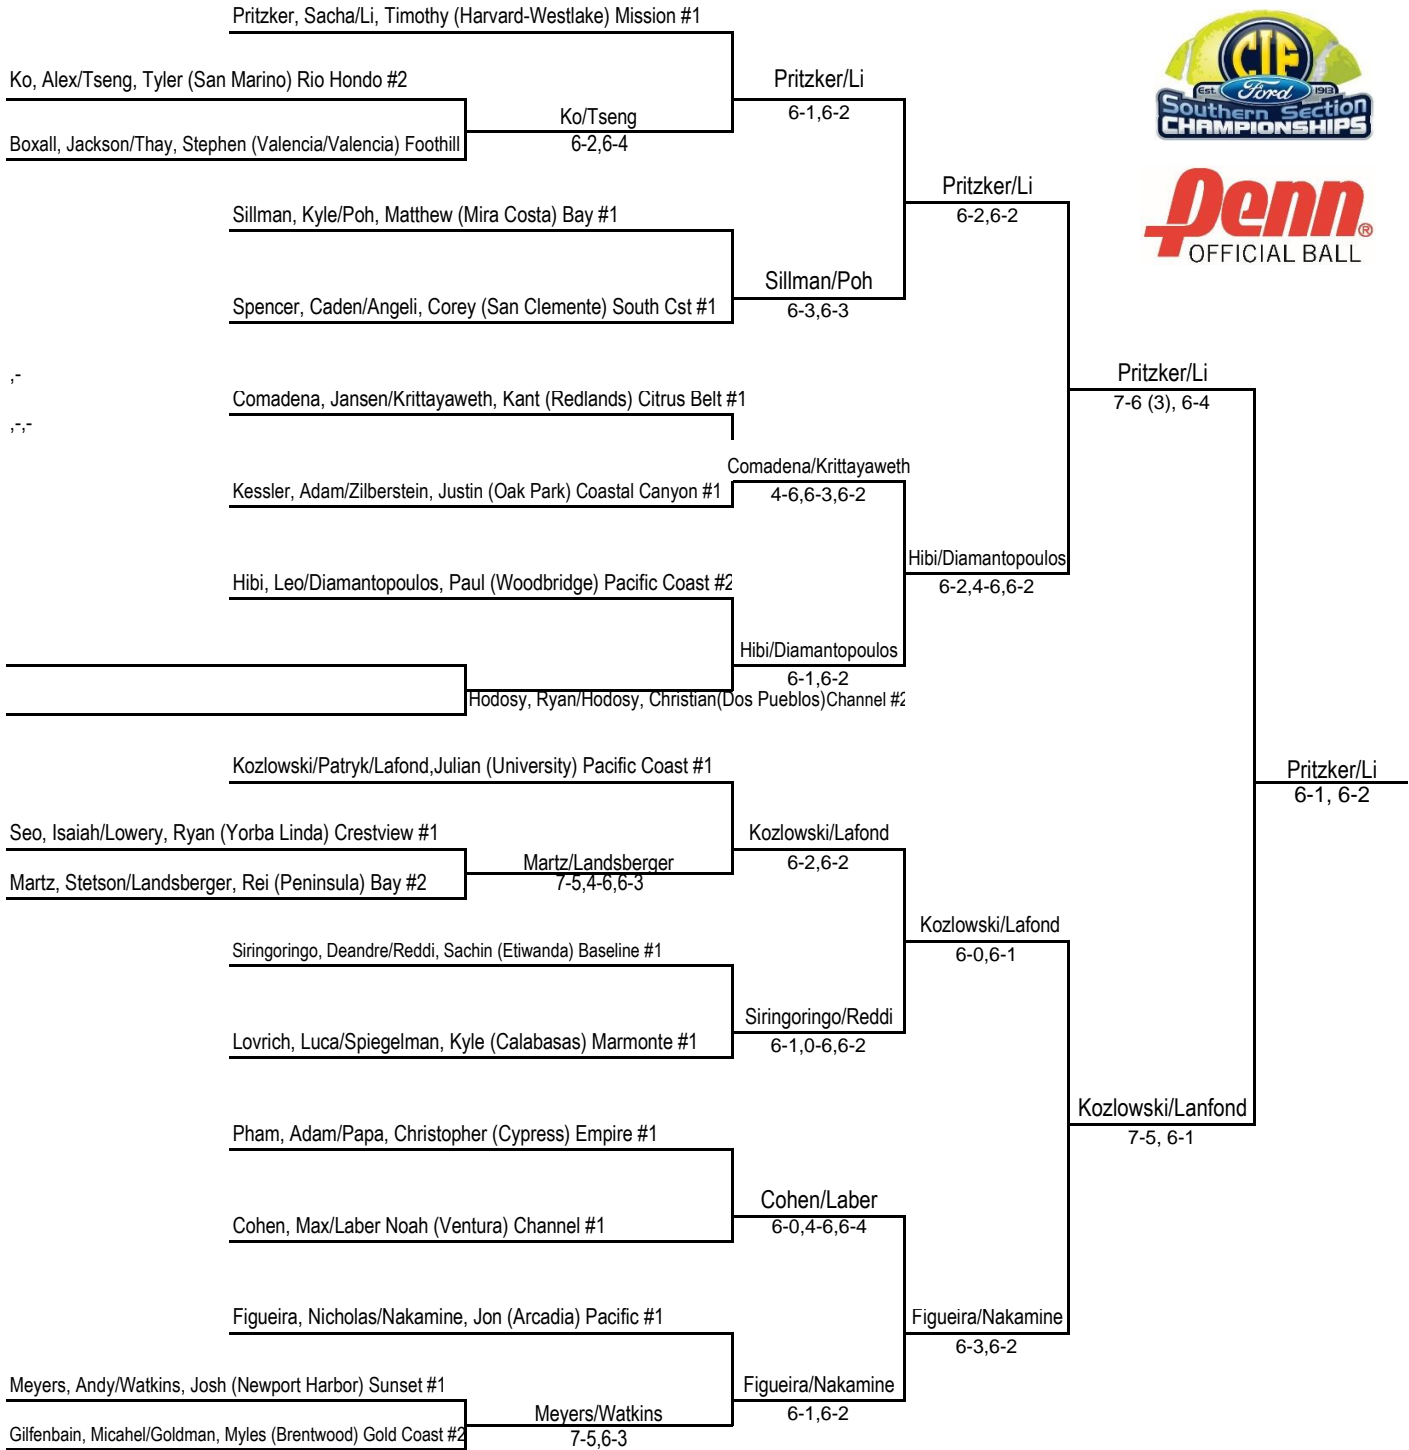 Pritzker, Sacha/Li, Timothy (Harvard-Westlake) Mission #1
Ko, Alex/Tseng, Tyler (San Marino) Rio Hondo #2
Pritzker/Li
6-1,6-2
Ko/Tseng
6-2,6-4
Boxall, Jackson/Thay, Stephen (Valencia/Valencia) Foothill
CIF
Est.
Ford
1913
Southern Section
CHAMPIONSHIPS
Pritzker/Li
6-2,6-2
Penn®
OFFICIAL BALL
Sillman, Kyle/Poh, Matthew (Mira Costa) Bay #1
Sillman/Poh
6-3,6-3
Spencer, Caden/Angeli, Corey (San Clemente) South Cst #1
,-
,-,-
Pritzker/Li
7-6 (3), 6-4
Comadena, Jansen/Krittayaweth, Kant (Redlands) Citrus Belt #1
Comadena/Krittayaweth
4-6,6-3,6-2
Kessler, Adam/Zilberstein, Justin (Oak Park) Coastal Canyon #1
Hibi/Diamantopoulos
6-2,4-6,6-2
Hibi, Leo/Diamantopoulos, Paul (Woodbridge) Pacific Coast #2
Hibi/Diamantopoulos
6-1,6-2
Hodosy, Ryan/Hodosy, Christian(Dos Pueblos)Channel #2
Kozlowski/Patryk/Lafond,Julian (University) Pacific Coast #1
Pritzker/Li
6-1, 6-2
Seo, Isaiah/Lowery, Ryan (Yorba Linda) Crestview #1
Kozlowski/Lafond
6-2,6-2
Martz/Landsberger
7-5,4-6,6-3
Martz, Stetson/Landsberger, Rei (Peninsula) Bay #2
Kozlowski/Lafond
6-0,6-1
Siringoringo, Deandre/Reddi, Sachin (Etiwanda) Baseline #1
Siringoringo/Reddi
6-1,0-6,6-2
Lovrich, Luca/Spiegelman, Kyle (Calabasas) Marmonte #1
Kozlowski/Lanfond
7-5, 6-1
Pham, Adam/Papa, Christopher (Cypress) Empire #1
Cohen/Laber
6-0,4-6,6-4
Cohen, Max/Laber Noah (Ventura) Channel #1
Figueira, Nicholas/Nakamine, Jon (Arcadia) Pacific #1
Figueira/Nakamine
6-3,6-2
Meyers, Andy/Watkins, Josh (Newport Harbor) Sunset #1
Figueira/Nakamine
6-1,6-2
Meyers/Watkins
7-5,6-3
Gilfenbain, Micahel/Goldman, Myles (Brentwood) Gold Coast #2